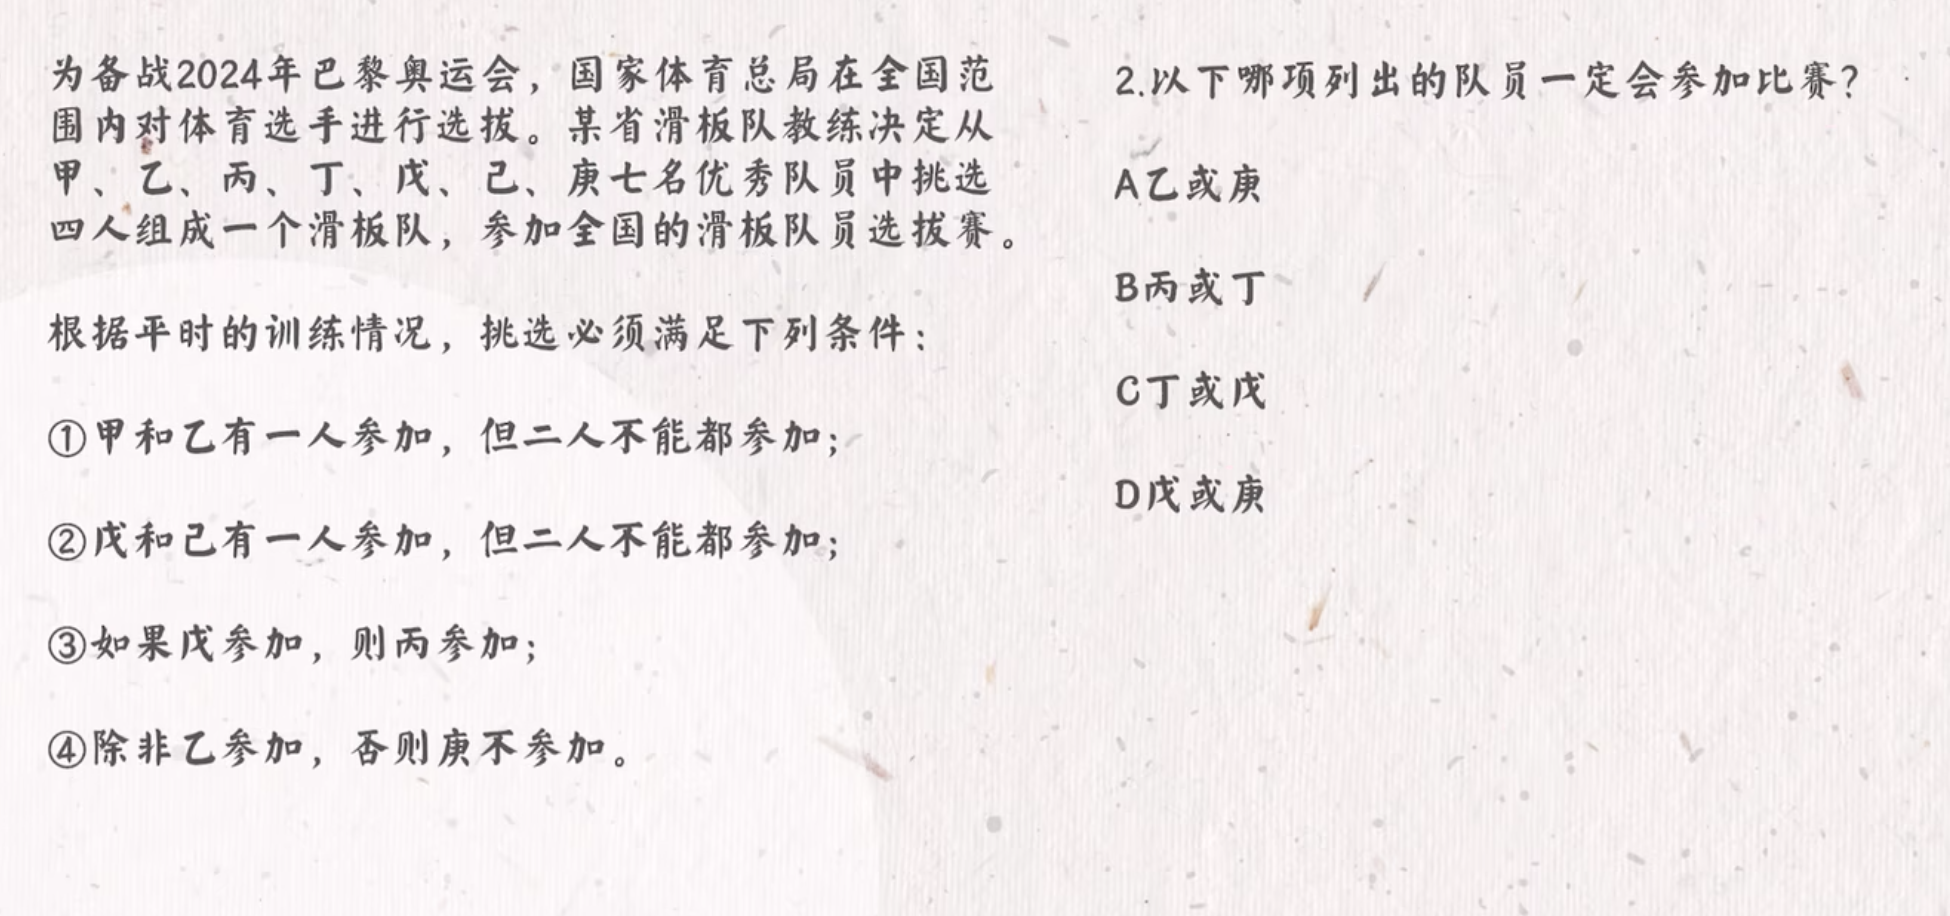 为备战2024年巴黎奥运会，国家体育总局在全国范
围内对体育选手进行选拔。某省滑板队教练决定从
甲、乙、丙、丁、戊、己、庚七名优秀队员中挑选
四人组成一个滑板队，参加全国的滑板队员选拔赛。
根据平时的训练情况，挑选必须满足下列条件：
①甲和乙有一人参加，但二人不能都参加；
②戊和己有一人参加，但二人不能都参加；
③如果戊参加，则丙参加；
④除非乙参加，否则庚不参加。
2.以下哪项列出的队员一定会参加比赛？
A乙或庚
B丙或丁
C丁或戊
D戊或庚